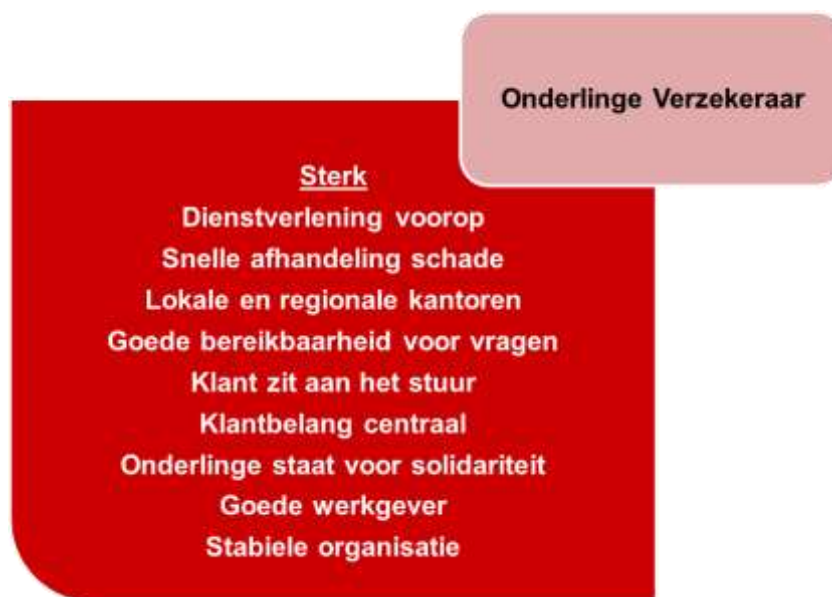 Onderlinge Verzekeraar
Sterk
Dienstverlening voorop
Snelle afhandeling schade
Lokale en regionale kantoren
Goede bereikbaarheid voor vragen
Klant zit aan het stuur
Klantbelang centraal
Onderlinge staat voor solidariteit
Goede werkgever
Stabiele organisatie